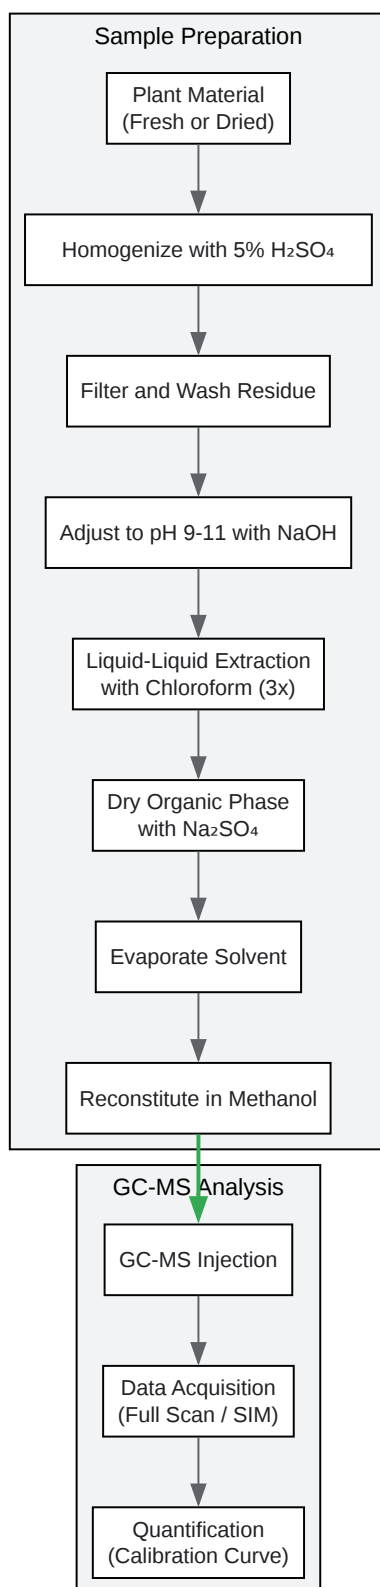 Sample Preparation
Plant Material
(Fresh or Dried)
Homogenize with 5% H₂SO₄
Filter and Wash Residue
Adjust to pH 9-11 with NaOH
Liquid-Liquid Extraction
with Chloroform (3x)
Dry Organic Phase
with Na₂SO₄
Evaporate Solvent
Reconstitute in Methanol
GC-MS Analysis
GC-MS Injection
Data Acquisition
(Full Scan / SIM)
Quantification
(Calibration Curve)